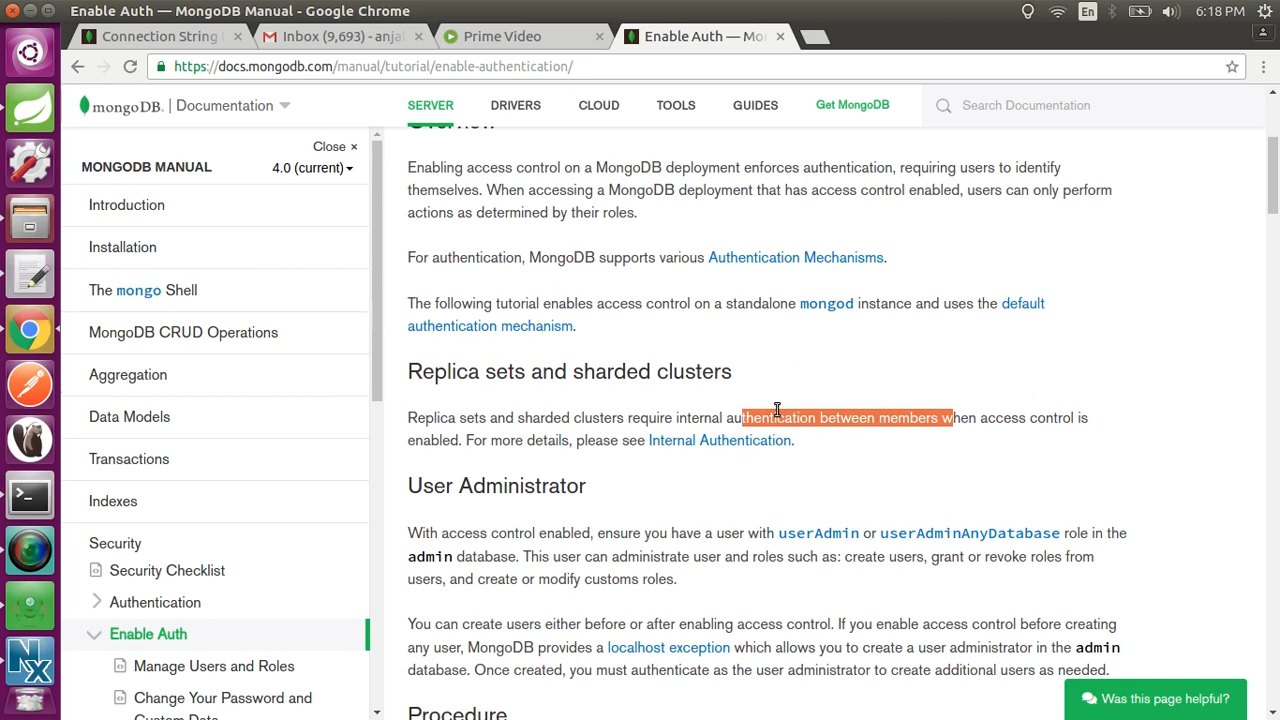 Enable Auth — MongoDB Manual - Google Chrome
En
6:18 PM
Connection String
Inbox (9,693) - anja
Prime Video
Enable Auth — Mo
https://docs.mongodb.com/manual/tutorial/enable-authentication/
mongoDB. | Documentation
SERVER
DRIVERS
CLOUD
TOOLS
GUIDES
Get MongoDB
Search Documentation
Close ×
MONGODB MANUAL
4.0 (current)
Introduction
Installation
The mongo Shell
MongoDB CRUD Operations
Aggregation
Data Models
Transactions
Indexes
Security
Security Checklist
Authentication
Enable Auth
Manage Users and Roles
Change Your Password and
Custom Data
Overview
Enabling access control on a MongoDB deployment enforces authentication, requiring users to identify
themselves. When accessing a MongoDB deployment that has access control enabled, users can only perform
actions as determined by their roles.
For authentication, MongoDB supports various Authentication Mechanisms.
The following tutorial enables access control on a standalone mongod instance and uses the default
authentication mechanism.
Replica sets and sharded clusters
Replica sets and sharded clusters require internal authentication between members when access control is
enabled. For more details, please see Internal Authentication.
User Administrator
With access control enabled, ensure you have a user with userAdmin or userAdminAnyDatabase role in the
admin database. This user can administrate user and roles such as: create users, grant or revoke roles from
users, and create or modify customs roles.
You can create users either before or after enabling access control. If you enable access control before creating
any user, MongoDB provides a localhost exception which allows you to create a user administrator in the admin
database. Once created, you must authenticate as the user administrator to create additional users as needed.
Procedure
Was this page helpful?